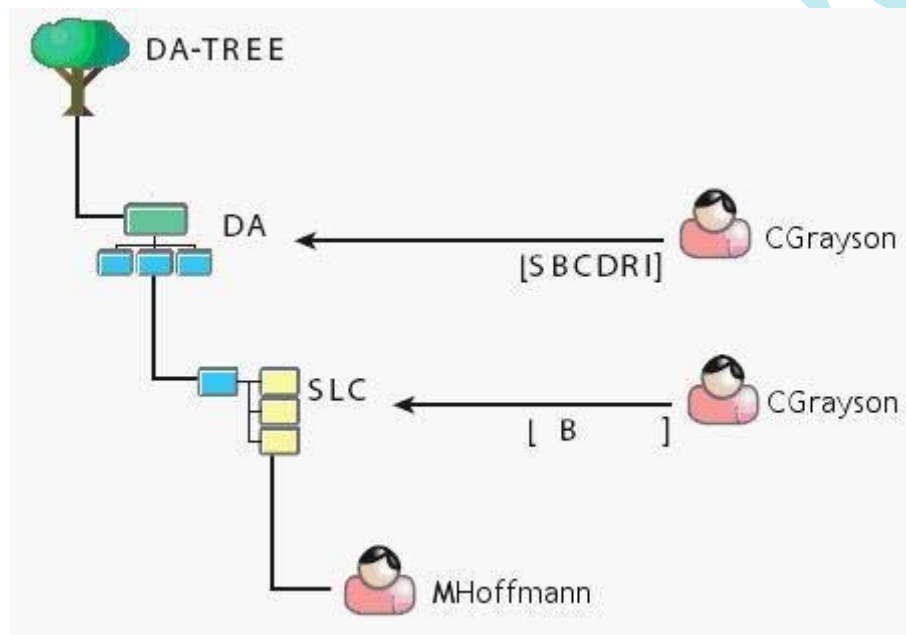 DA-TREE
DA
CGrayson
[SBCDRI]
SLC
CGrayson
[ B ]
MHoffmann